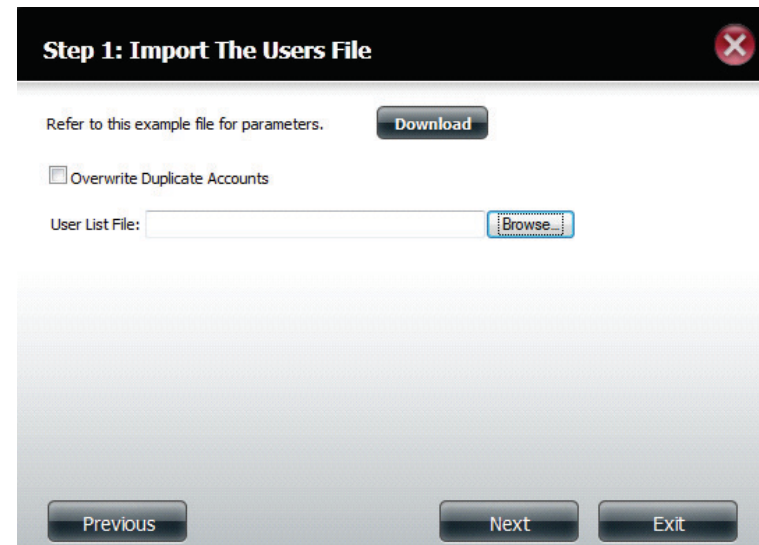 Step 1: Import The Users File
Refer to this example file for parameters. Download
Overwrite Duplicate Accounts
User List File: Browse...
Previous Next Exit